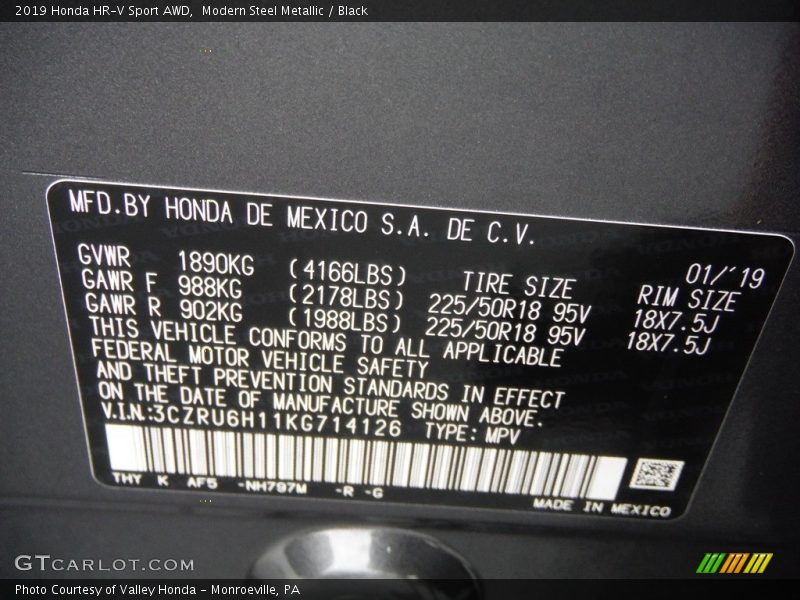 2019 Honda HR-V Sport AWD,  Modern Steel Metallic / Black
MFD.BY HONDA DE MEXICO S.A. DE C.V.
01/'19
GVWR 1890KG (4166LBS) TIRE SIZE RIM SIZE
GAWR F 988KG (2178LBS) 225/50R18 95V 18X7.5J
GAWR R 902KG (1988LBS) 225/50R18 95V 18X7.5J
THIS VEHICLE CONFORMS TO ALL APPLICABLE
FEDERAL MOTOR VEHICLE SAFETY
AND THEFT PREVENTION STANDARDS IN EFFECT
ON THE DATE OF MANUFACTURE SHOWN ABOVE.
V.I.N.:3CZRU6H11KG714126 TYPE: MPV
THY K AF5 -NH797M -R -G
MADE IN MEXICO
GTCARLOT.COM
Photo Courtesy of Valley Honda - Monroeville, PA